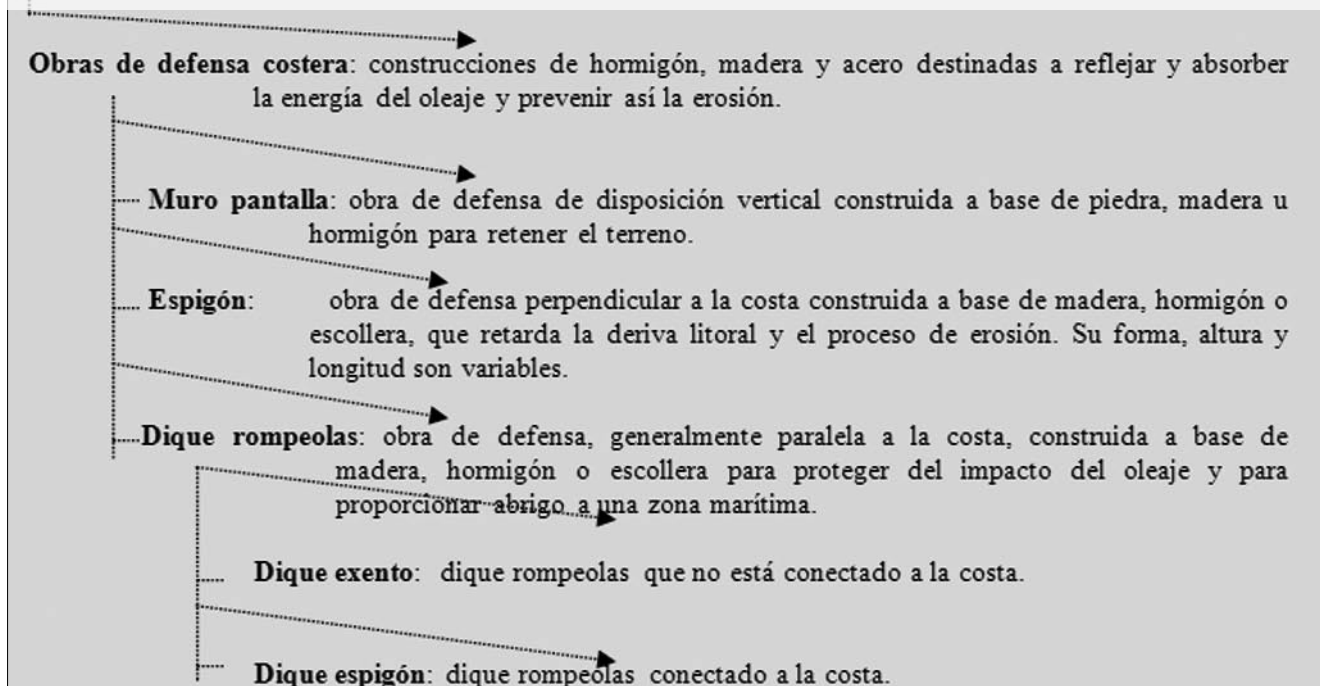 Obras de defensa costera: construcciones de hormigón, madera y acero destinadas a reflejar y absorber
la energía del oleaje y prevenir así la erosión.
Muro pantalla: obra de defensa de disposición vertical construida a base de piedra, madera u
hormigón para retener el terreno.
Espigón: obra de defensa perpendicular a la costa construida a base de madera, hormigón o
escollera, que retarda la deriva litoral y el proceso de erosión. Su forma, altura y
longitud son variables.
Dique rompeolas: obra de defensa, generalmente paralela a la costa, construida a base de
madera, hormigón o escollera para proteger del impacto del oleaje y para
proporcionar abrigo a una zona marítima.
Dique exento: dique rompeolas que no está conectado a la costa.
Dique espigón: dique rompeolas conectado a la costa.